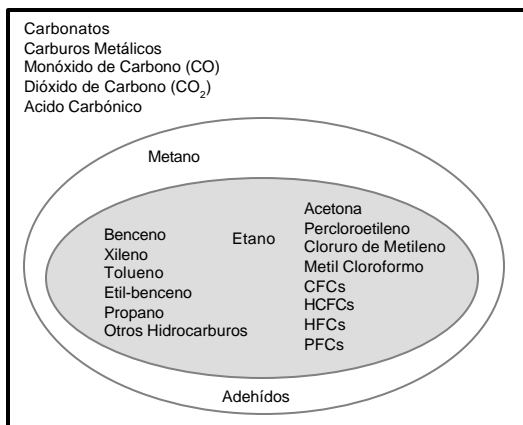 Carbonatos
Carburos Metálicos
Monóxido de Carbono (CO)
Dióxido de Carbono (CO₂)
Acido Carbónico
Metano
Benceno
Xileno
Tolueno
Etil-benceno
Propano
Otros Hidrocarburos
Etano
Acetona
Percloroetileno
Cloruro de Metileno
Metil Cloroformo
CFCs
HCFCs
HFCs
PFCs
Adehídos